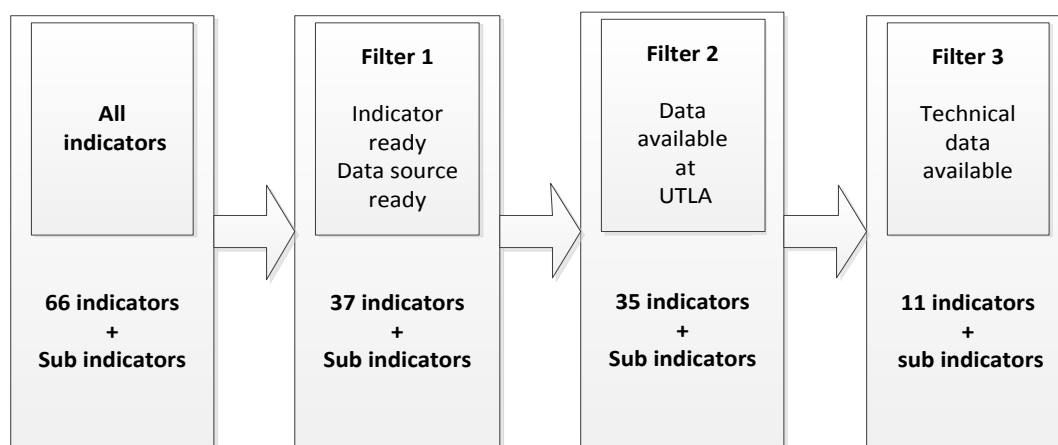 All
indicators
66 indicators
+
Sub indicators
Filter 1
Indicator
ready
Data source
ready
37 indicators
+
Sub indicators
Filter 2
Data
available
at
UTLA
35 indicators
+
Sub indicators
Filter 3
Technical
data
available
11 indicators
+
sub indicators